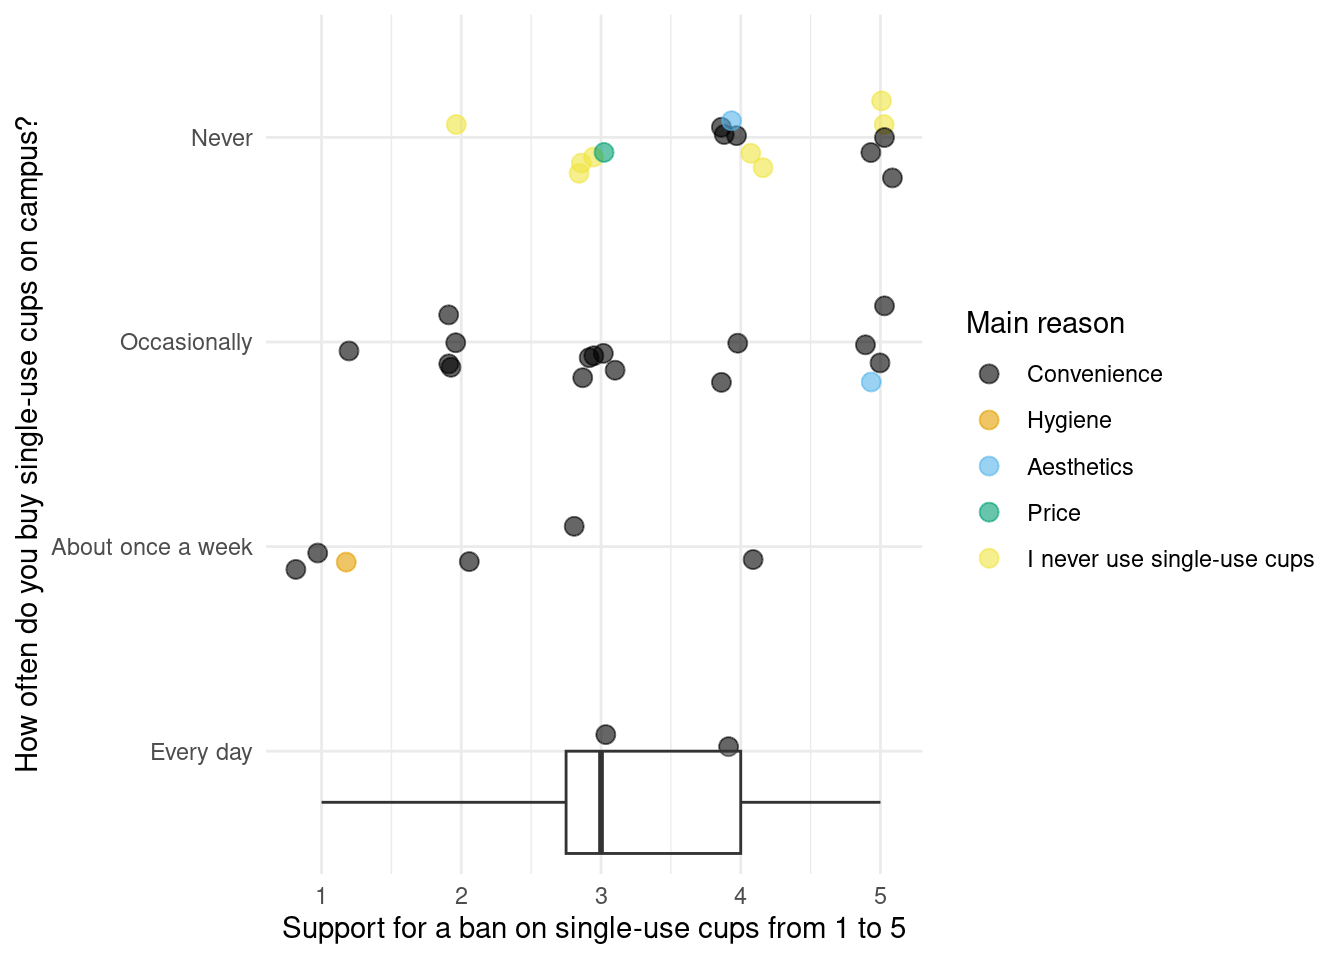 How often do you buy single-use cups on campus?
Never
Occasionally
About once a week
Every day
1 2 3 4 5
Support for a ban on single-use cups from 1 to 5
Main reason
Convenience
Hygiene
Aesthetics
Price
I never use single-use cups